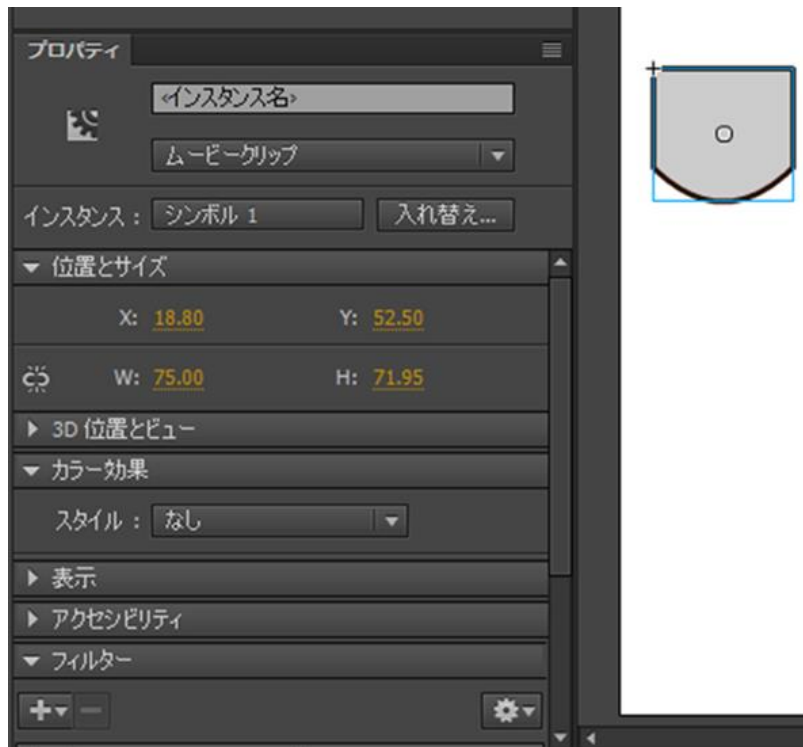 プロパティ
<インスタンス名>
ムービークリップ
インスタンス： シンボル 1 入れ替え...
位置とサイズ
X: 18.80 Y: 52.50
W: 75.00 H: 71.95
3D 位置とビュー
カラー効果
スタイル： なし
表示
アクセシビリティ
フィルター